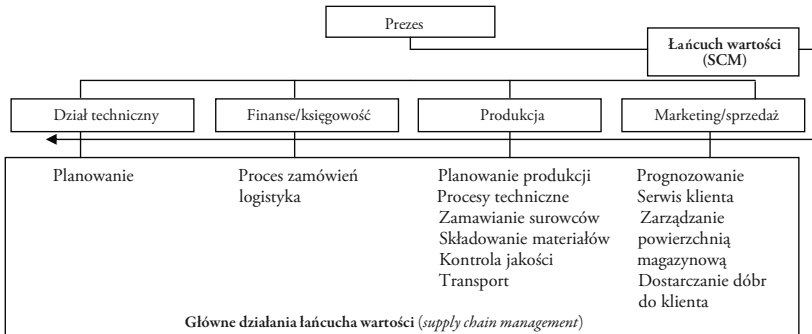 Prezes
Łańcuch wartości
(SCM)
Dział techniczny
Finanse/księgowość
Produkcja
Marketing/sprzedaż
Planowanie
Proces zamówień
logistyka
Planowanie produkcji
Procesy techniczne
Zamawianie surowców
Składowanie materiałów
Kontrola jakości
Transport
Prognozowanie
Serwis klienta
Zarządzanie
powierzchnią
magazynową
Dostarczanie dóbr
do klienta
Główne działania łańcucha wartości (supply chain management)